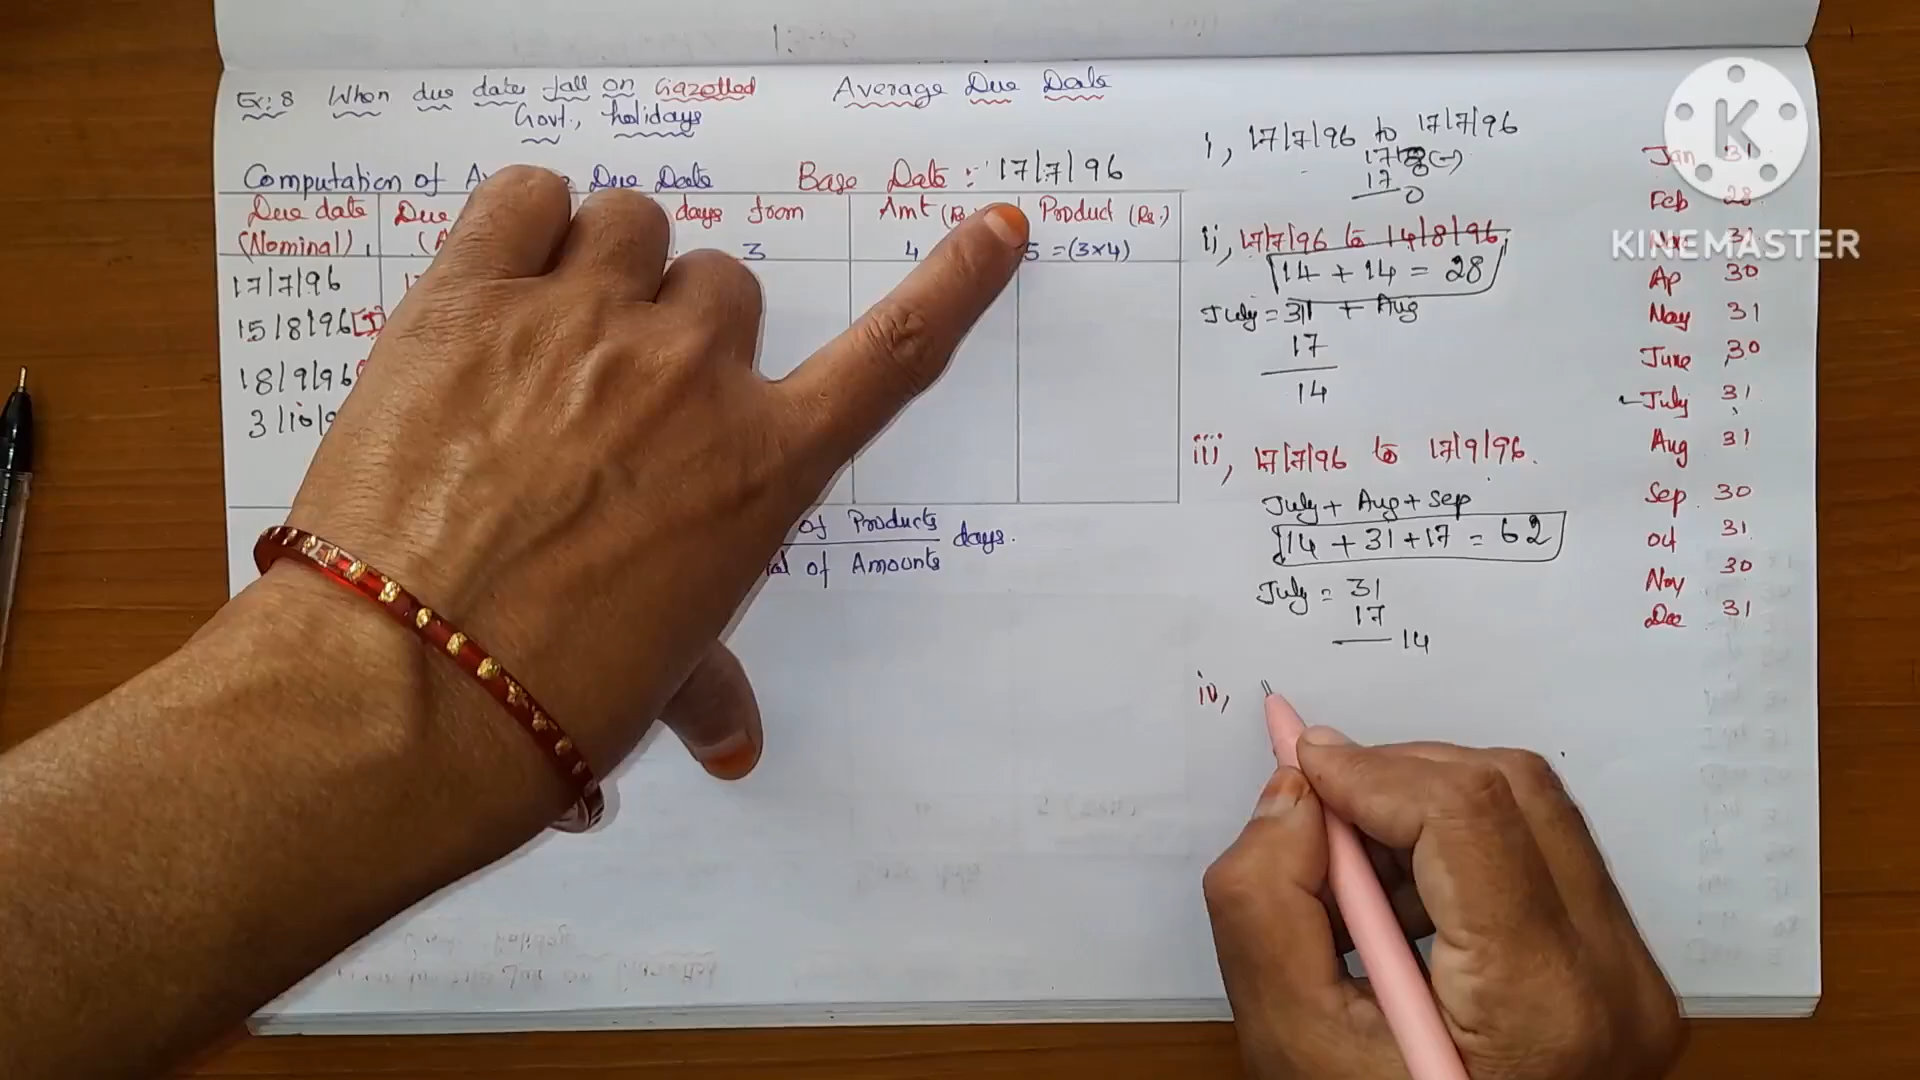 Ex: 8 When due dates fall on Gazetted
Govt., holidays
Average Due Date
Computation of Due Date
Base Date: 17/7/96
Due date
(Nominal)
Due
days from
3
Amt
4
Product (Rs.)
5 = (3×4)
17/7/96
15/8/96
18/9/96
3/10/
of Products
of Amounts
days.
i, 17/7/96 to 17/7/96
17
0
ii, 17/7/96 to 14/8/96
14 + 14 = 28
July = 31 + Aug
17
14
iii, 17/7/96 to 17/9/96.
July + Aug + Sep
14 + 31 + 17 = 62
July = 31
17
14
iv,
Jan 31
Feb 28
31
Ap 30
May 31
June 30
July 31
Aug 31
Sep 30
Oct 31
Nov 30
Dec 31
K
KINEMASTER